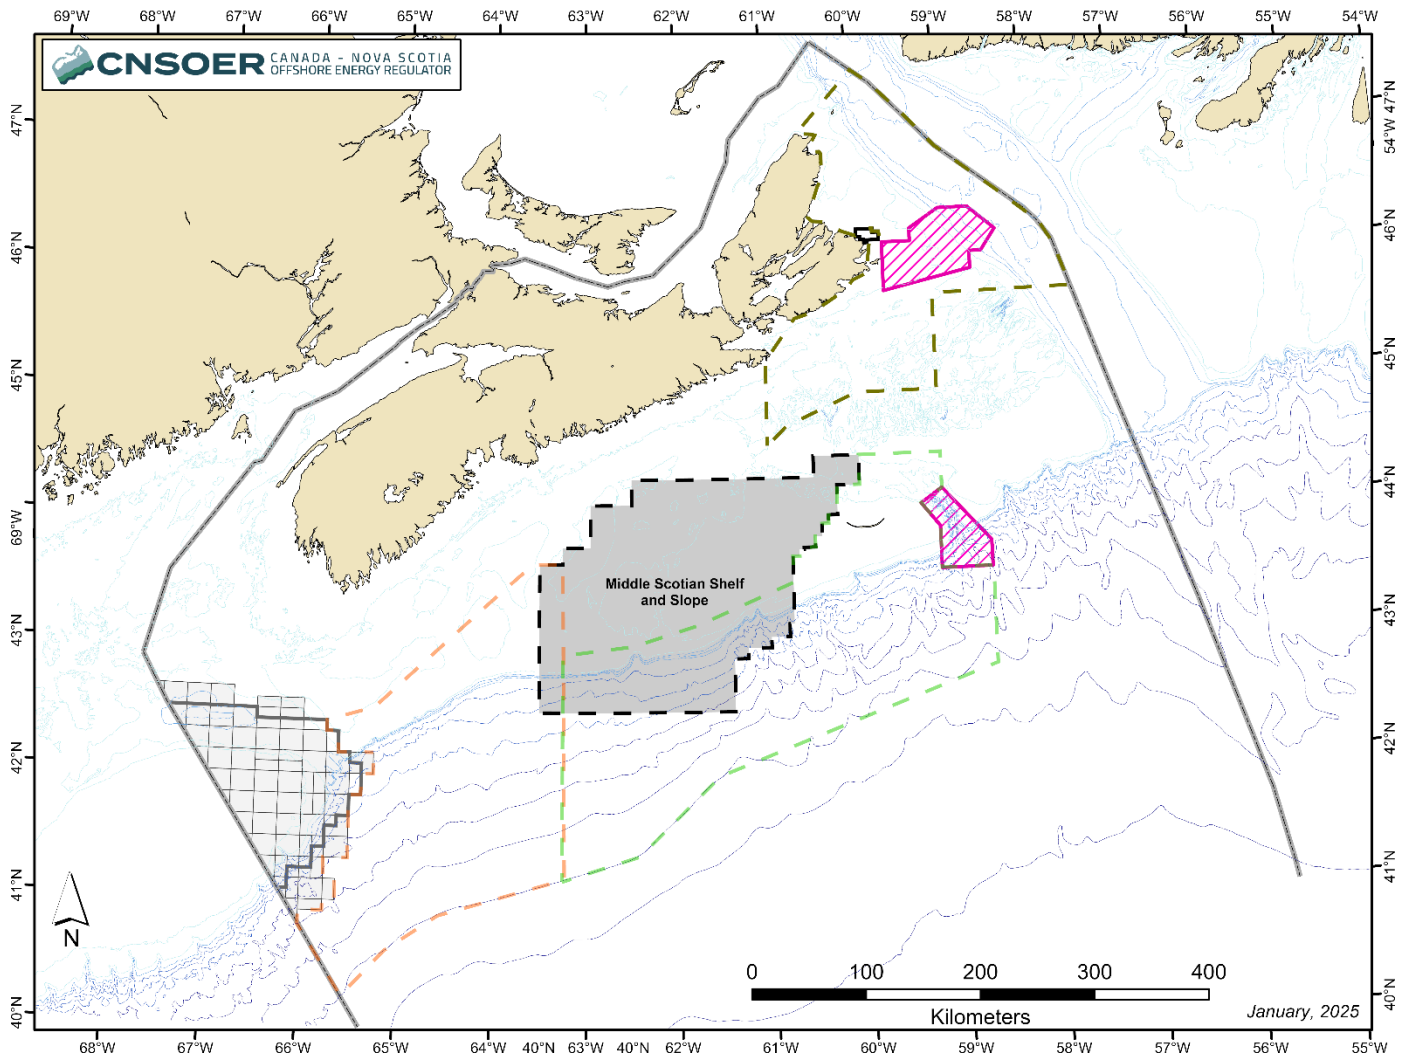 69°W 68°W 67°W 66°W 65°W 64°W 63°W 62°W 61°W 60°W 59°W 58°W 57°W 56°W 55°W 54°W
CNSOER CANADA - NOVA SCOTIA
OFFSHORE ENERGY REGULATOR
47°N
46°N
45°N
69°W
43°N
42°N
41°N
40°N
47°N
54°W
46°N
45°N
44°N
43°N
42°N
41°N
40°N
Middle Scotian Shelf
and Slope
N
0 100 200 300 400
Kilometers
January, 2025
68°W 67°W 66°W 65°W 64°W 40°N 63°W 40°N 62°W 61°W 60°W 59°W 58°W 57°W 56°W 55°W